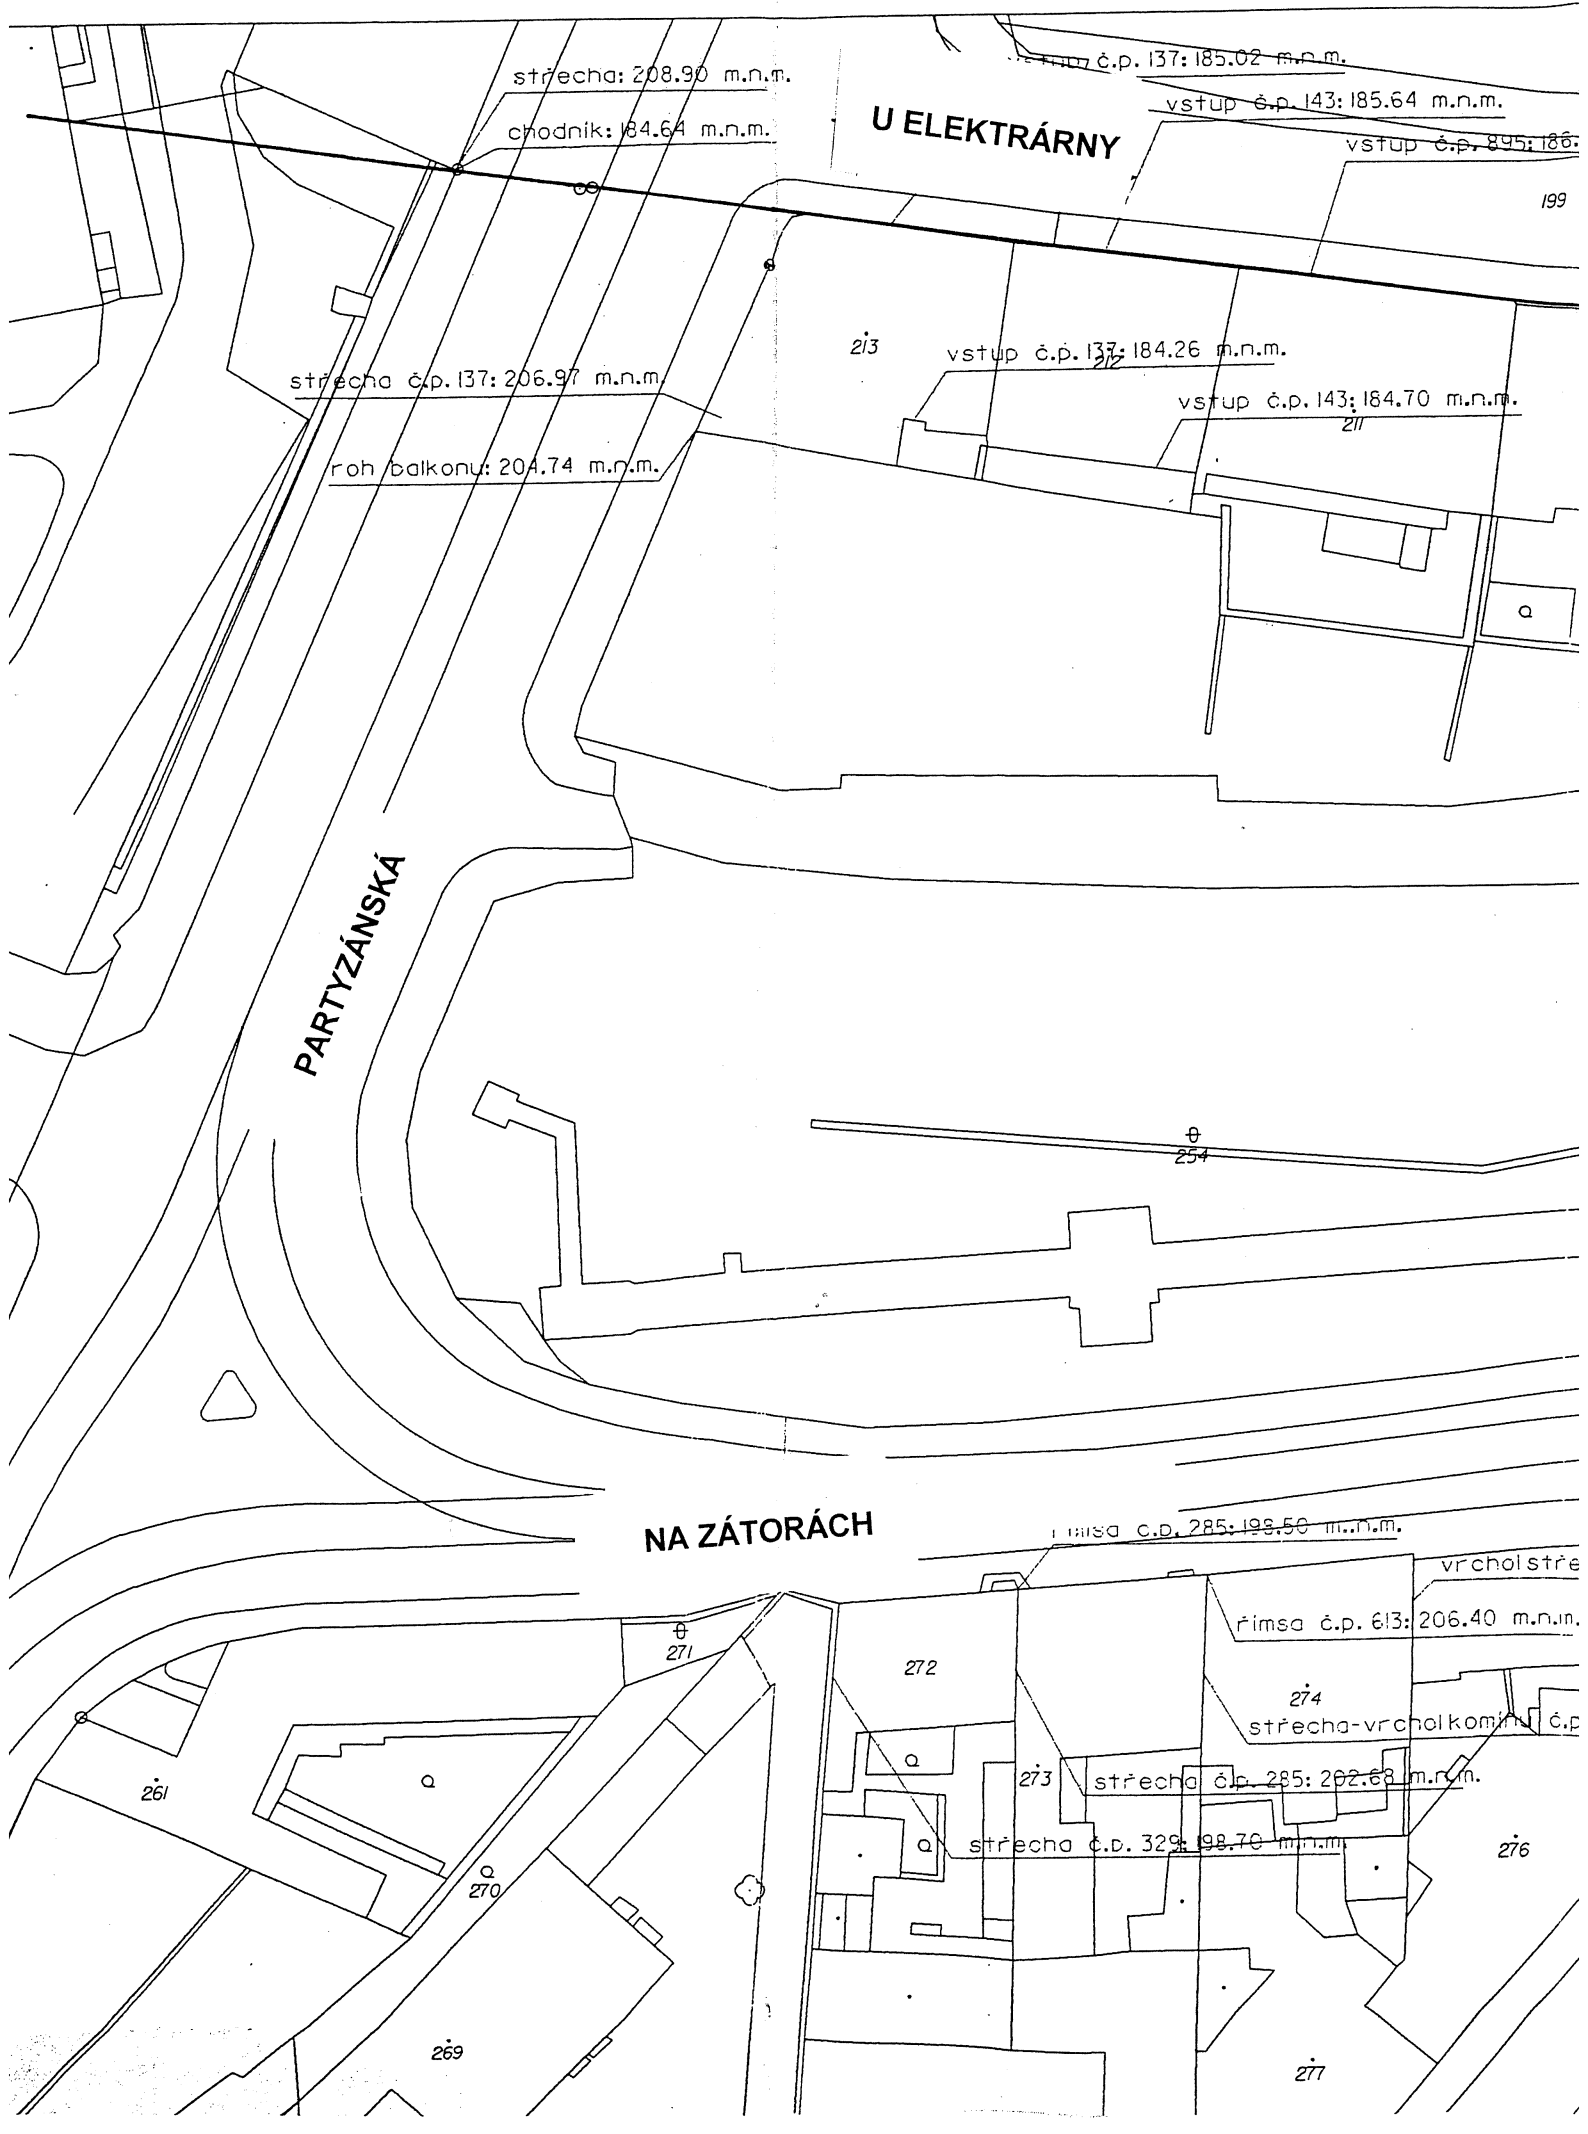 vstup č.p. 137: 185.02 m.n.m.
střecha: 208.90 m.n.m.
vstup č.p. 143: 185.64 m.n.m.
chodník: 184.64 m.n.m.
U ELEKTRÁRNY
vstup č.p. 895: 186.
199
213
vstup č.p. 137: 184.26 m.n.m.
212
střecha č.p. 137: 206.97 m.n.m.
vstup č.p. 143: 184.70 m.n.m.
211
roh balkonu: 204.74 m.n.m.
PARTYZÁNSKÁ
254
NA ZÁTORÁCH
římsa č.p. 285: 198.50 m.n.m.
vrchol stře
římsa č.p. 613: 206.40 m.n.m.
271
272
274
střecha-vrchol komínu č.p
273
střecha č.p. 285: 202.68 m.n.m.
261
střecha č.p. 329: 198.70 m.n.m.
276
270
269
277